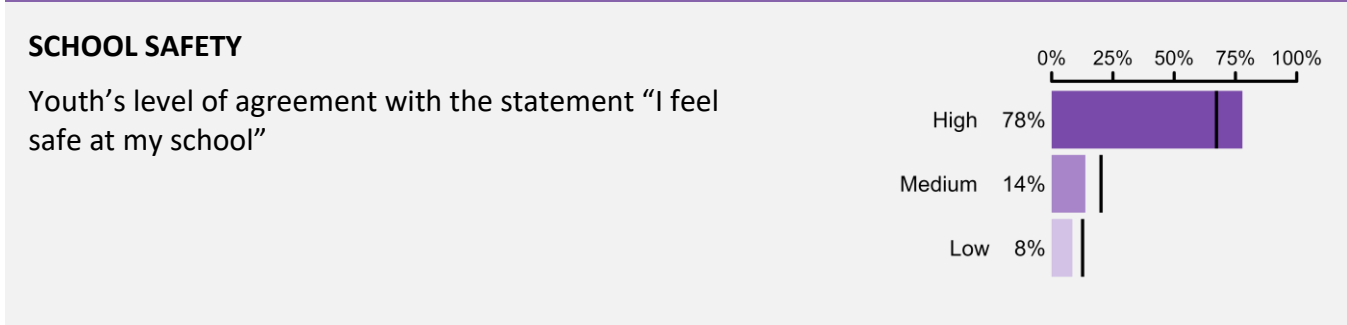 SCHOOL SAFETY
Youth’s level of agreement with the statement “I feel
safe at my school”
0% 25% 50% 75% 100%
High 78%
Medium 14%
Low 8%